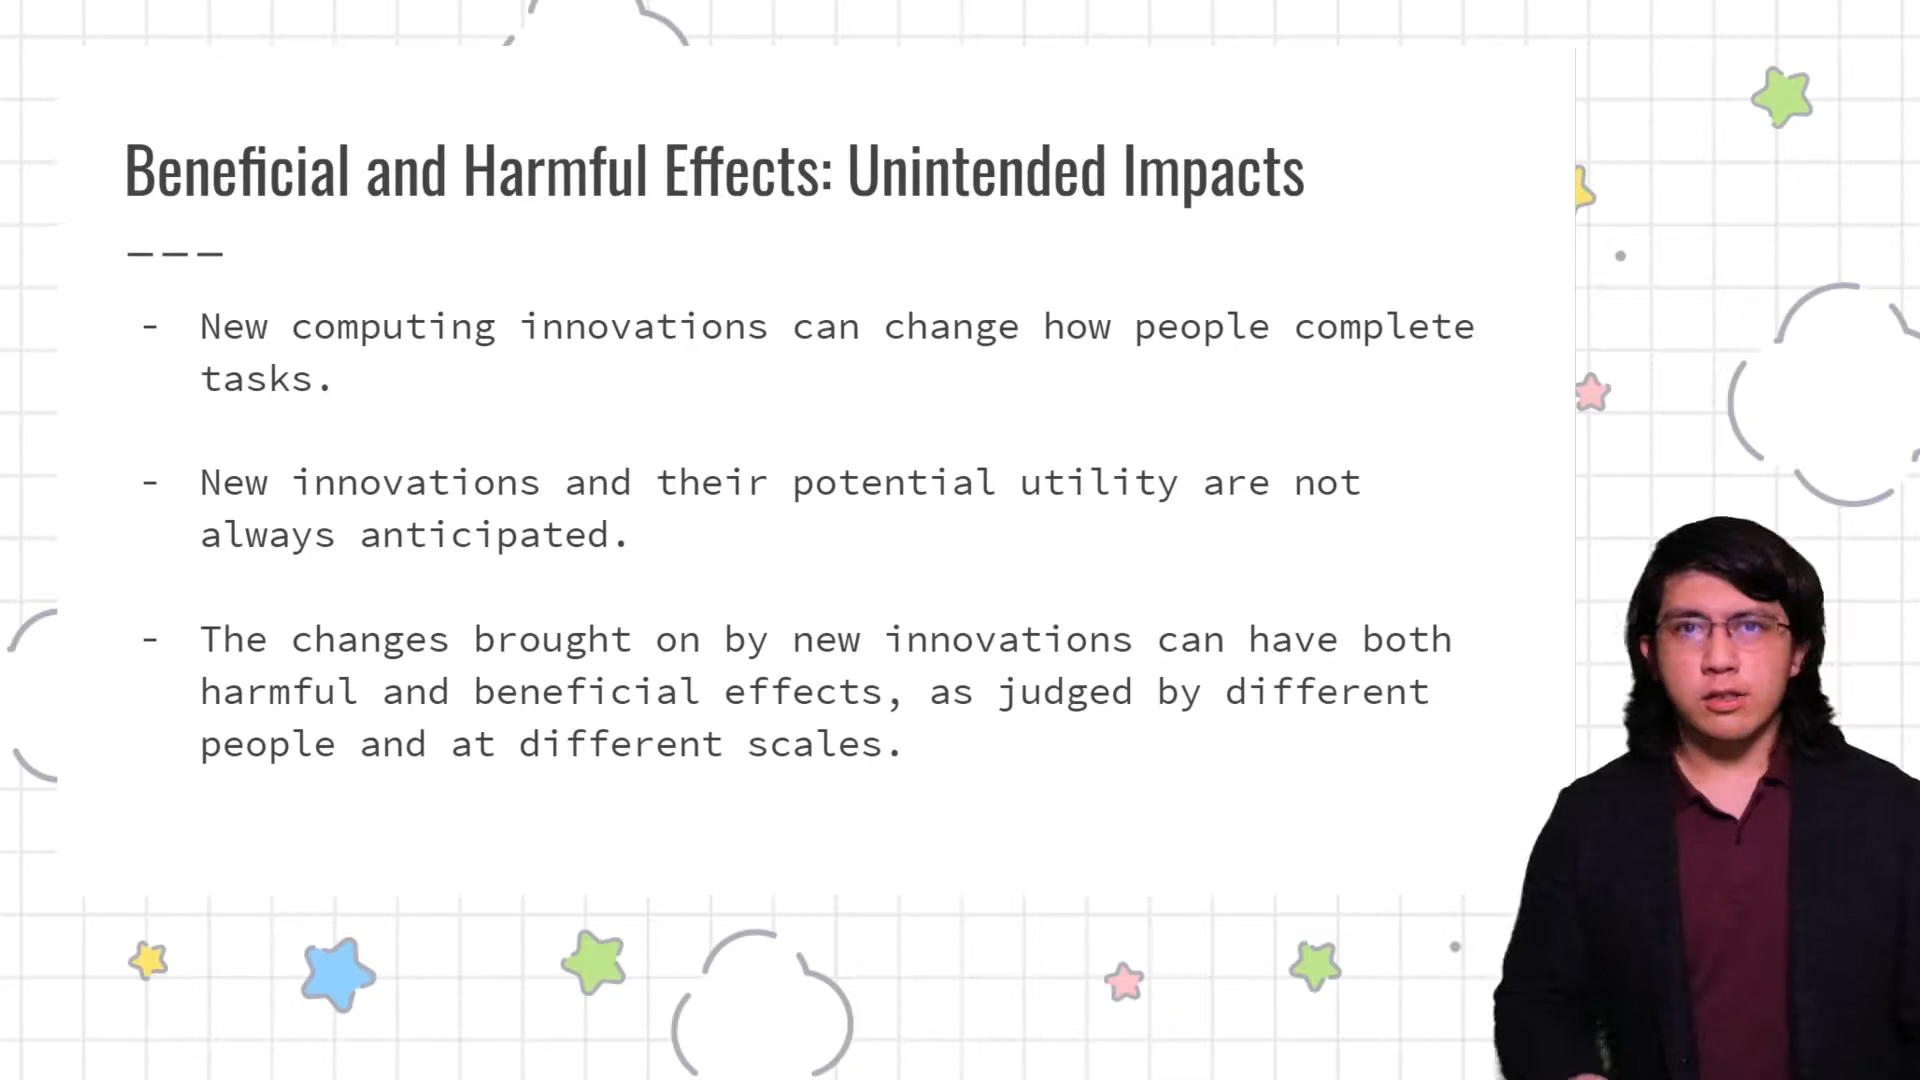 Beneficial and Harmful Effects: Unintended Impacts
- New computing innovations can change how people complete
tasks.
- New innovations and their potential utility are not
always anticipated.
- The changes brought on by new innovations can have both
harmful and beneficial effects, as judged by different
people and at different scales.